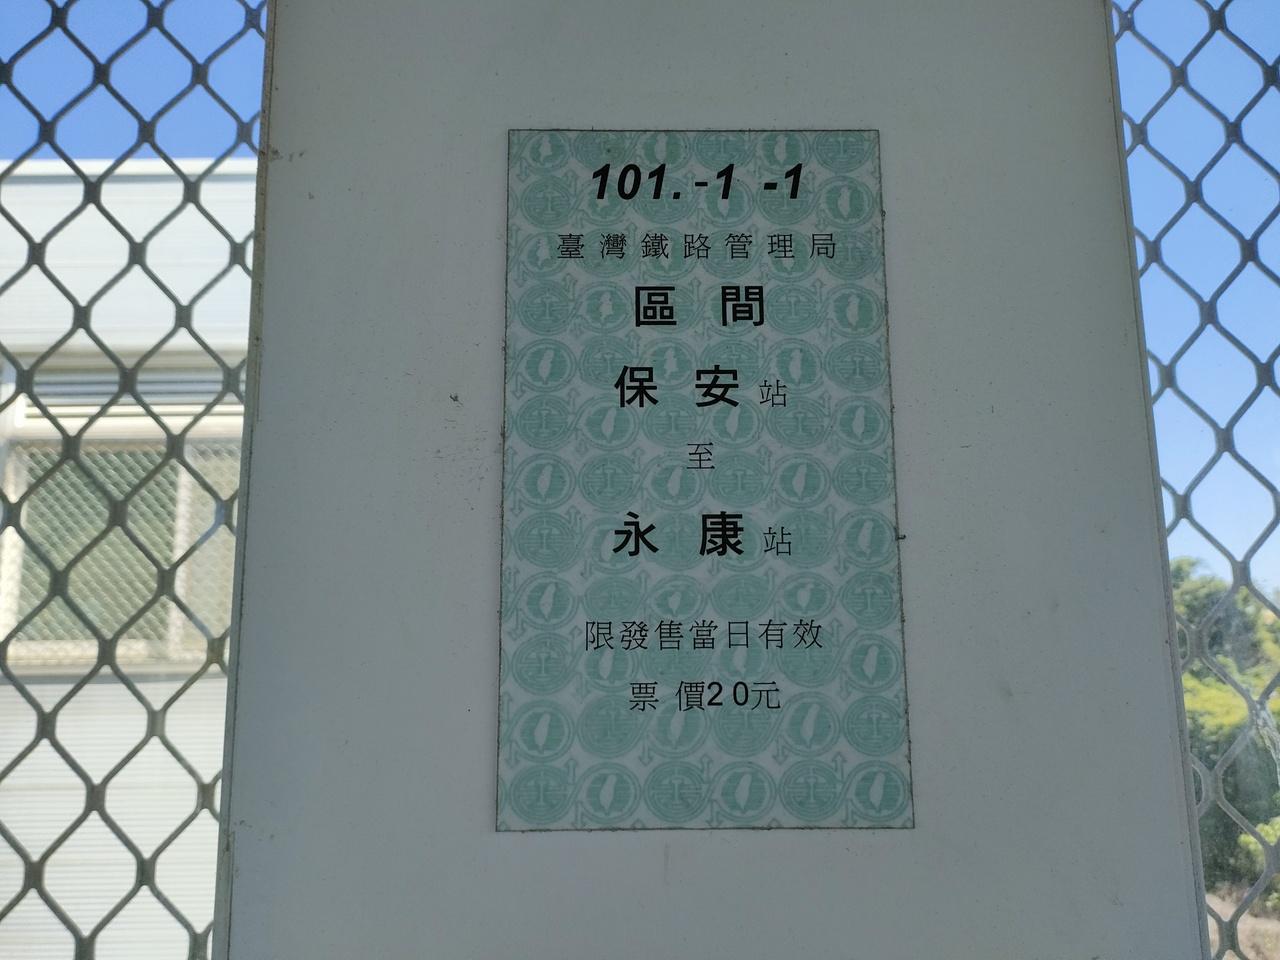 101.-1 -1
臺灣鐵路管理局
區間
保安站
至
永康站
限發售當日有效
票價20元